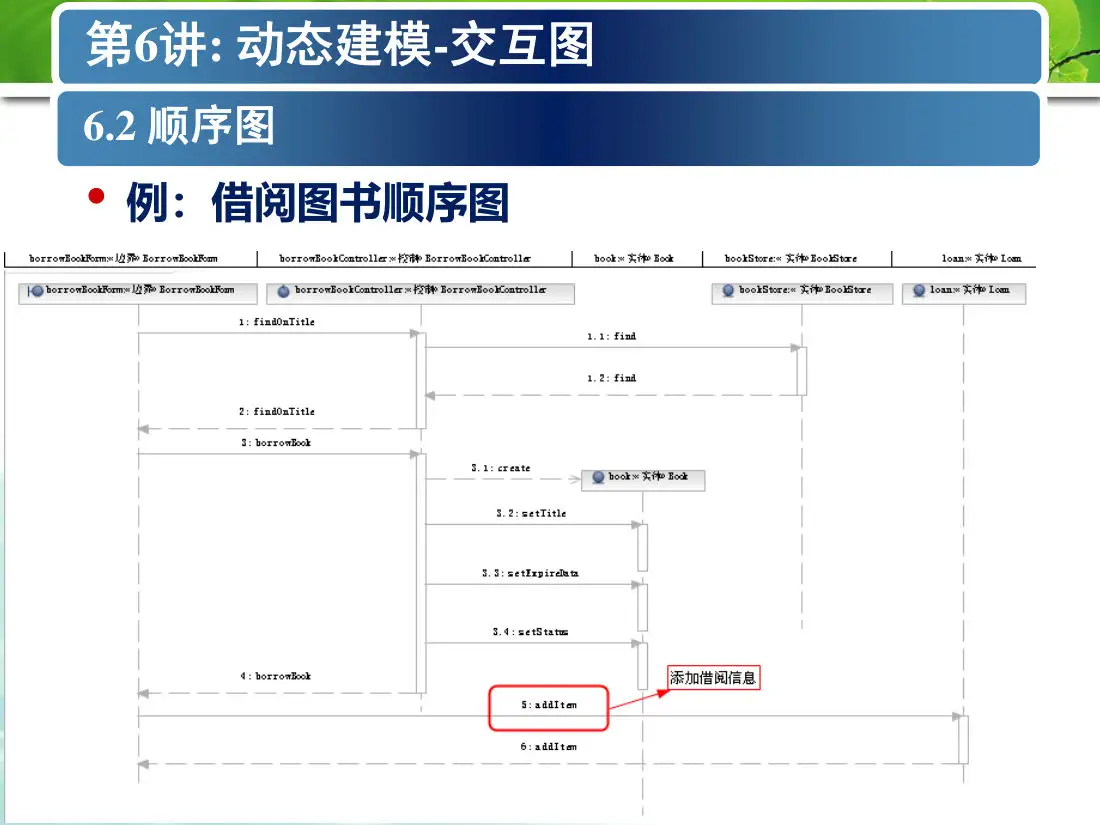 第6讲: 动态建模-交互图
6.2 顺序图
• 例：借阅图书顺序图
borrowBookForm:«边界» BorrowBookForm
borrowBookController:«控制» BorrowBookController
book:«实体» Book
bookStore:«实体» BookStore
loan:«实体» Loan
borrowBookForm:«边界» BorrowBookForm
borrowBookController:«控制» BorrowBookController
bookStore:«实体» BookStore
loan:«实体» Loan
1: findOnTitle
1.1: find
1.2: find
2: findOnTitle
3: borrowBook
3.1: create
book:«实体» Book
3.2: setTitle
3.3: setExpireData
3.4: setStatus
4: borrowBook
添加借阅信息
5: addItem
6: addItem